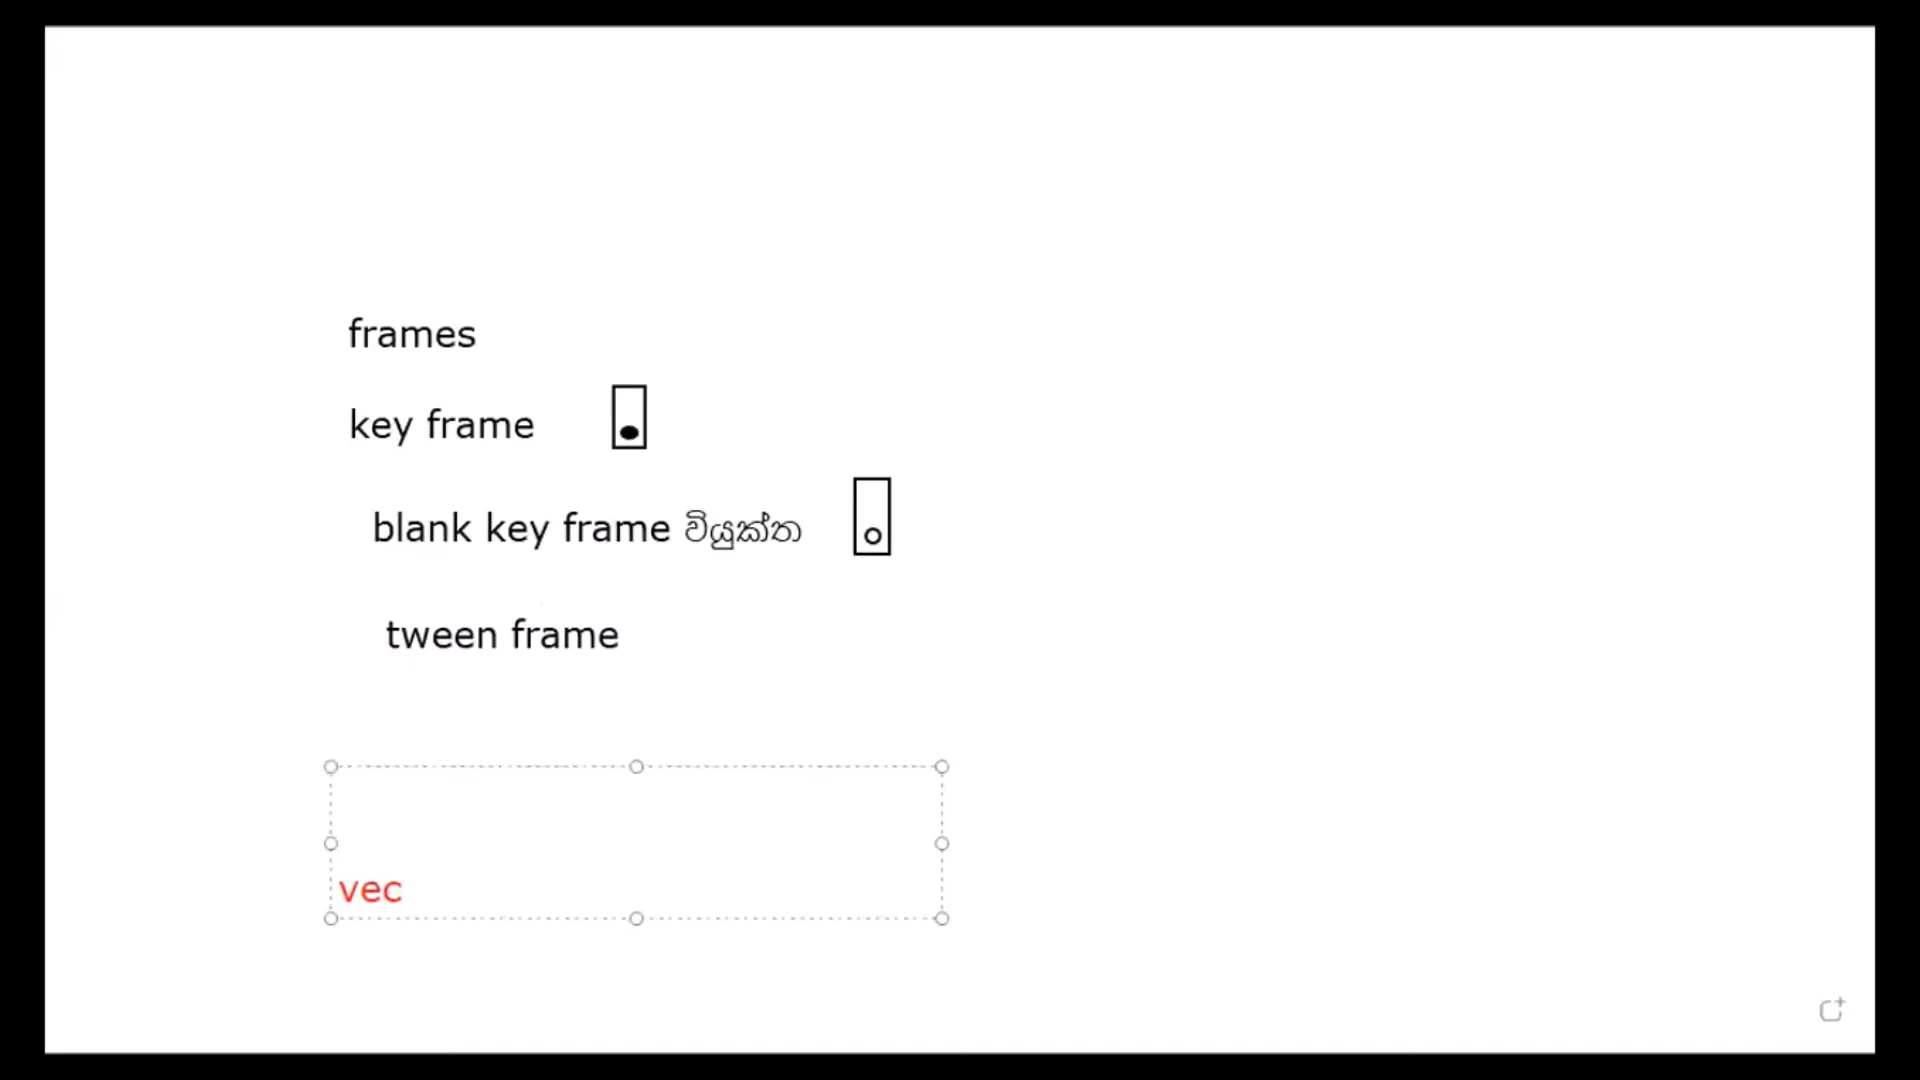 frames
key frame
blank key frame වියුක්ත
tween frame
vec